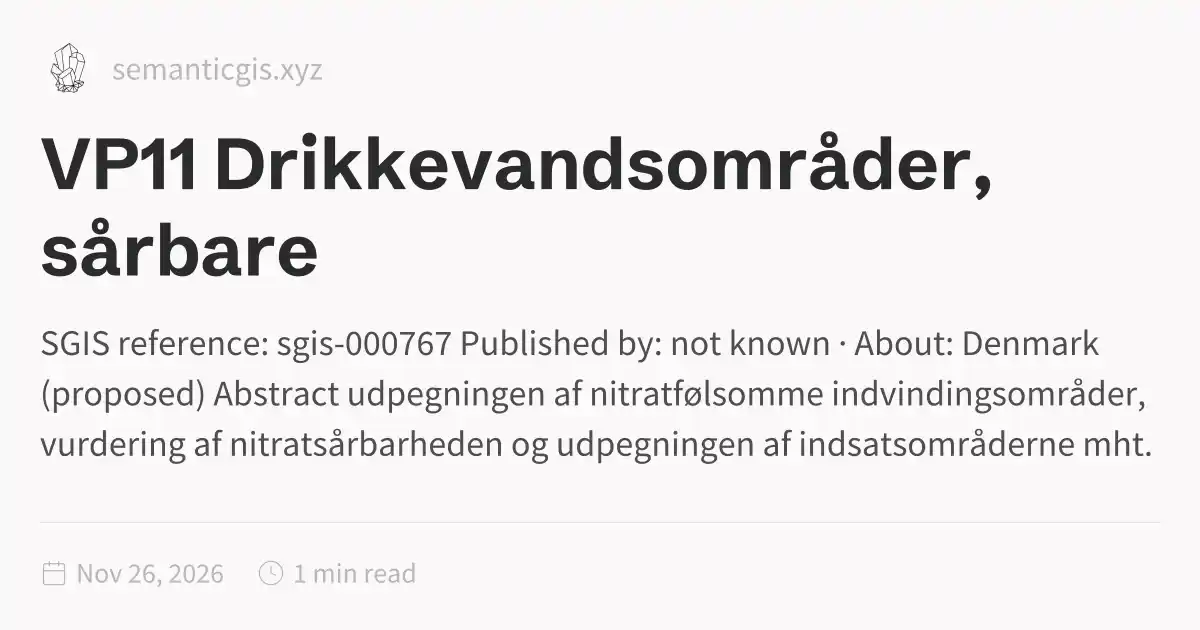 semanticgis.xyz
VP11 Drikkevandsområder,
sårbare
SGIS reference: sgis-000767 Published by: not known · About: Denmark
(proposed) Abstract udpegningen af nitratfølsomme indvindingsområder,
vurdering af nitratsårbarheden og udpegningen af indsatsområderne mht.
Nov 26, 2026 1 min read